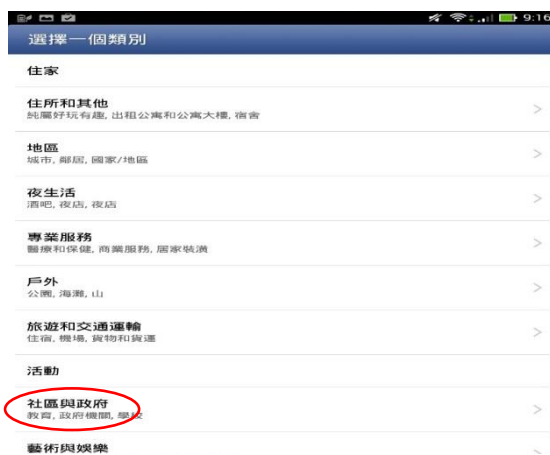 9:16
選擇一個類別
住家
住所和其他
純屬好玩有趣, 出租公寓和公寓大樓, 宿舍
地區
城市, 鄰居, 國家/地區
夜生活
酒吧, 夜店, 夜店
專業服務
醫療和保健, 商業服務, 居家裝潢
戶外
公園, 海灘, 山
旅遊和交通運輸
住宿, 機場, 貨物和貨運
活動
社區與政府
教育, 政府機關, 學校
藝術與娛樂